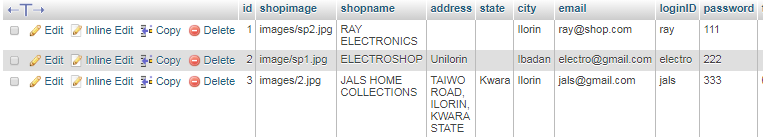 ←T→ id shopimage shopname address state city email loginID password
Edit Inline Edit Copy Delete 1 images/sp2.jpg RAY Ilorin ray@shop.com ray 111
ELECTRONICS
Edit Inline Edit Copy Delete 2 images/sp1.jpg ELECTROSHOP Unilorin Ibadan electro@gmail.com electro 222
Edit Inline Edit Copy Delete 3 images/2.jpg JALS HOME TAIWO Kwara Ilorin jals@gmail.com jals 333
COLLECTIONS ROAD,
ILORIN,
KWARA
STATE